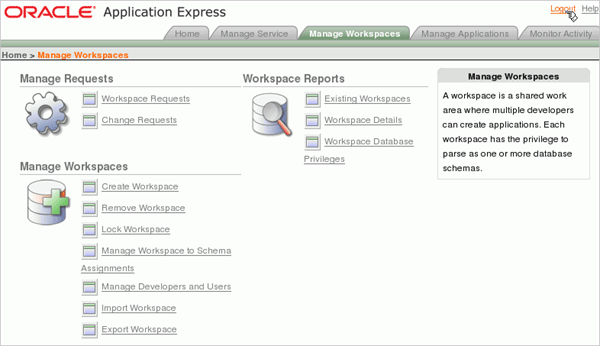 ORACLE Application Express
Logout Help
Home Manage Service Manage Workspaces Manage Applications Monitor Activity
Home > Manage Workspaces
Manage Requests
Workspace Requests
Change Requests
Manage Workspaces
Create Workspace
Remove Workspace
Lock Workspace
Manage Workspace to Schema
Assignments
Manage Developers and Users
Import Workspace
Export Workspace
Workspace Reports
Existing Workspaces
Workspace Details
Workspace Database
Privileges
Manage Workspaces
A workspace is a shared work
area where multiple developers
can create applications. Each
workspace has the privilege to
parse as one or more database
schemas.